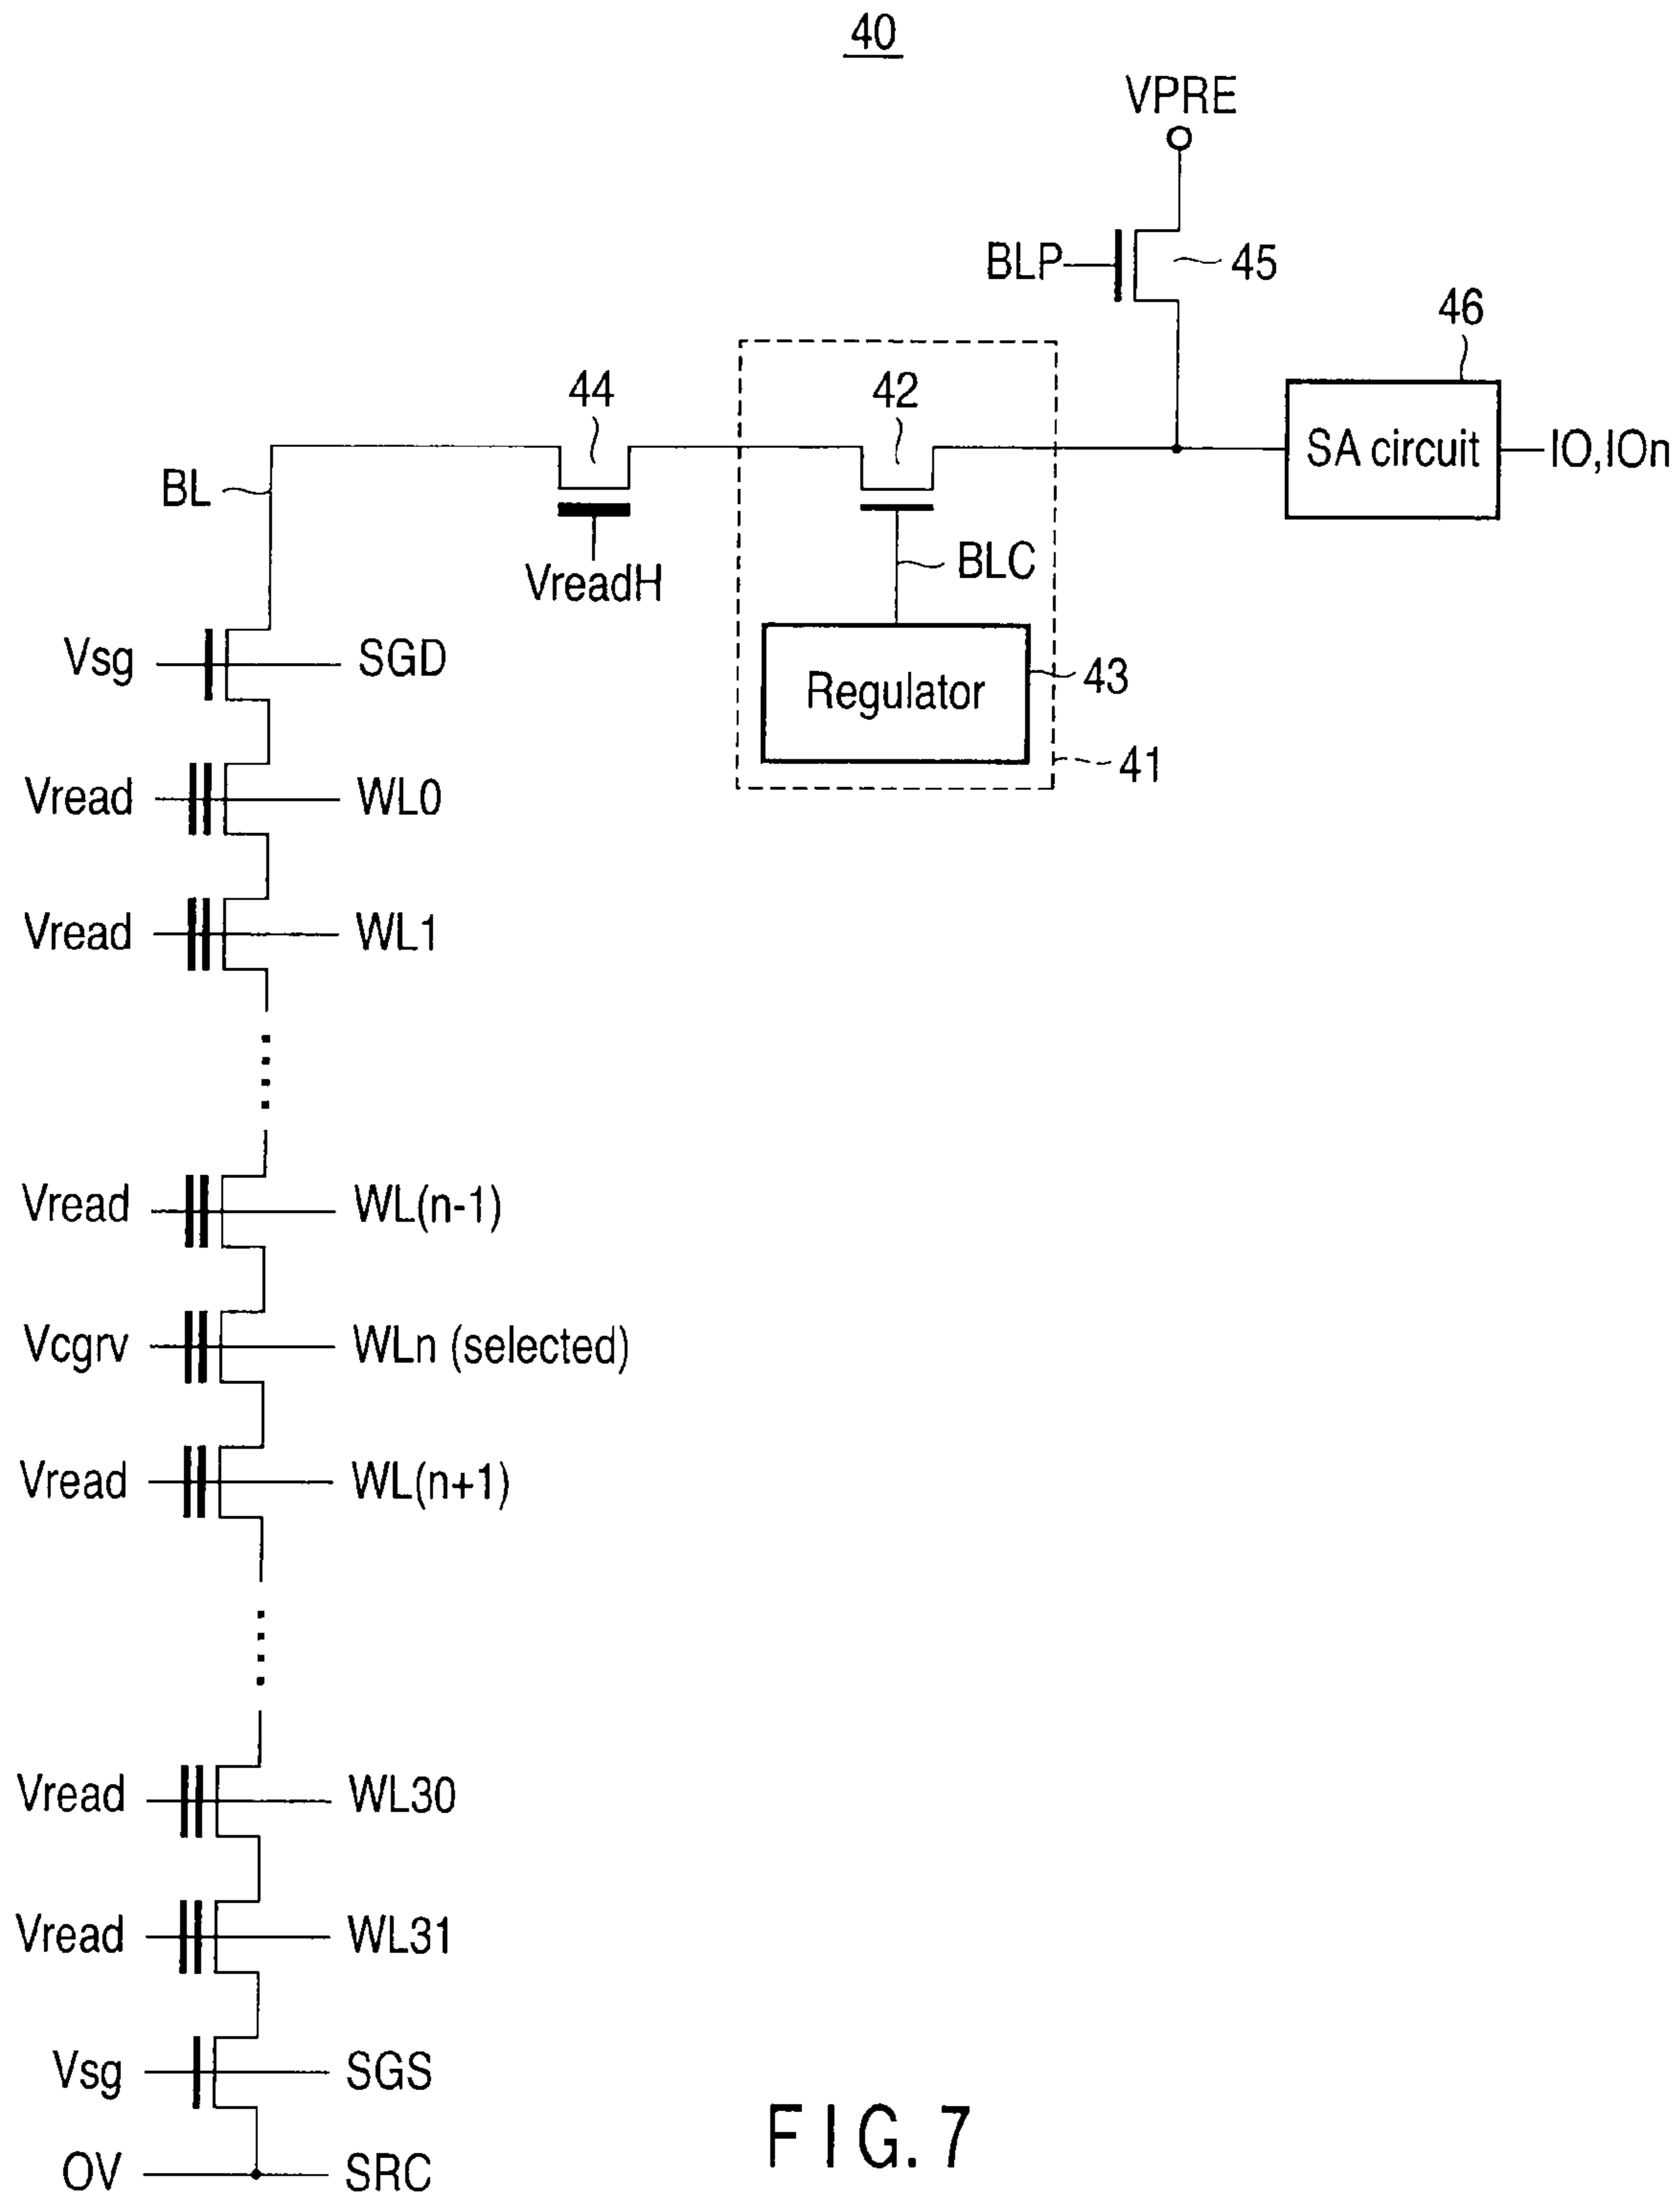 40
VPRE
BLP
45
46
44
42
SA circuit
IO,IOn
BL
VreadH
BLC
Vsg
SGD
Regulator
43
41
Vread
WL0
Vread
WL1
Vread
WL(n-1)
Vcgrv
WLn (selected)
Vread
WL(n+1)
Vread
WL30
Vread
WL31
Vsg
SGS
0V
SRC
FIG. 7